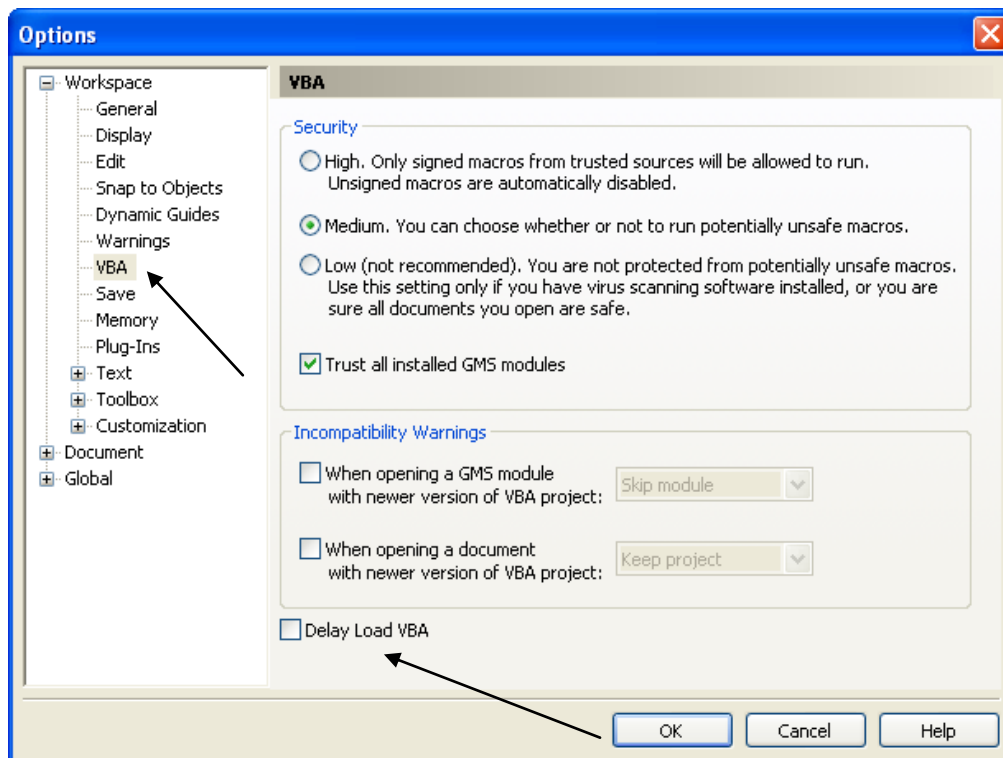 Options
Workspace
General
Display
Edit
Snap to Objects
Dynamic Guides
Warnings
VBA
Save
Memory
Plug-Ins
Text
Toolbox
Customization
Document
Global
VBA
Security
High. Only signed macros from trusted sources will be allowed to run.
Unsigned macros are automatically disabled.
Medium. You can choose whether or not to run potentially unsafe macros.
Low (not recommended). You are not protected from potentially unsafe macros.
Use this setting only if you have virus scanning software installed, or you are
sure all documents you open are safe.
Trust all installed GMS modules
Incompatibility Warnings
When opening a GMS module
with newer version of VBA project:
Skip module
When opening a document
with newer version of VBA project:
Keep project
Delay Load VBA
OK
Cancel
Help